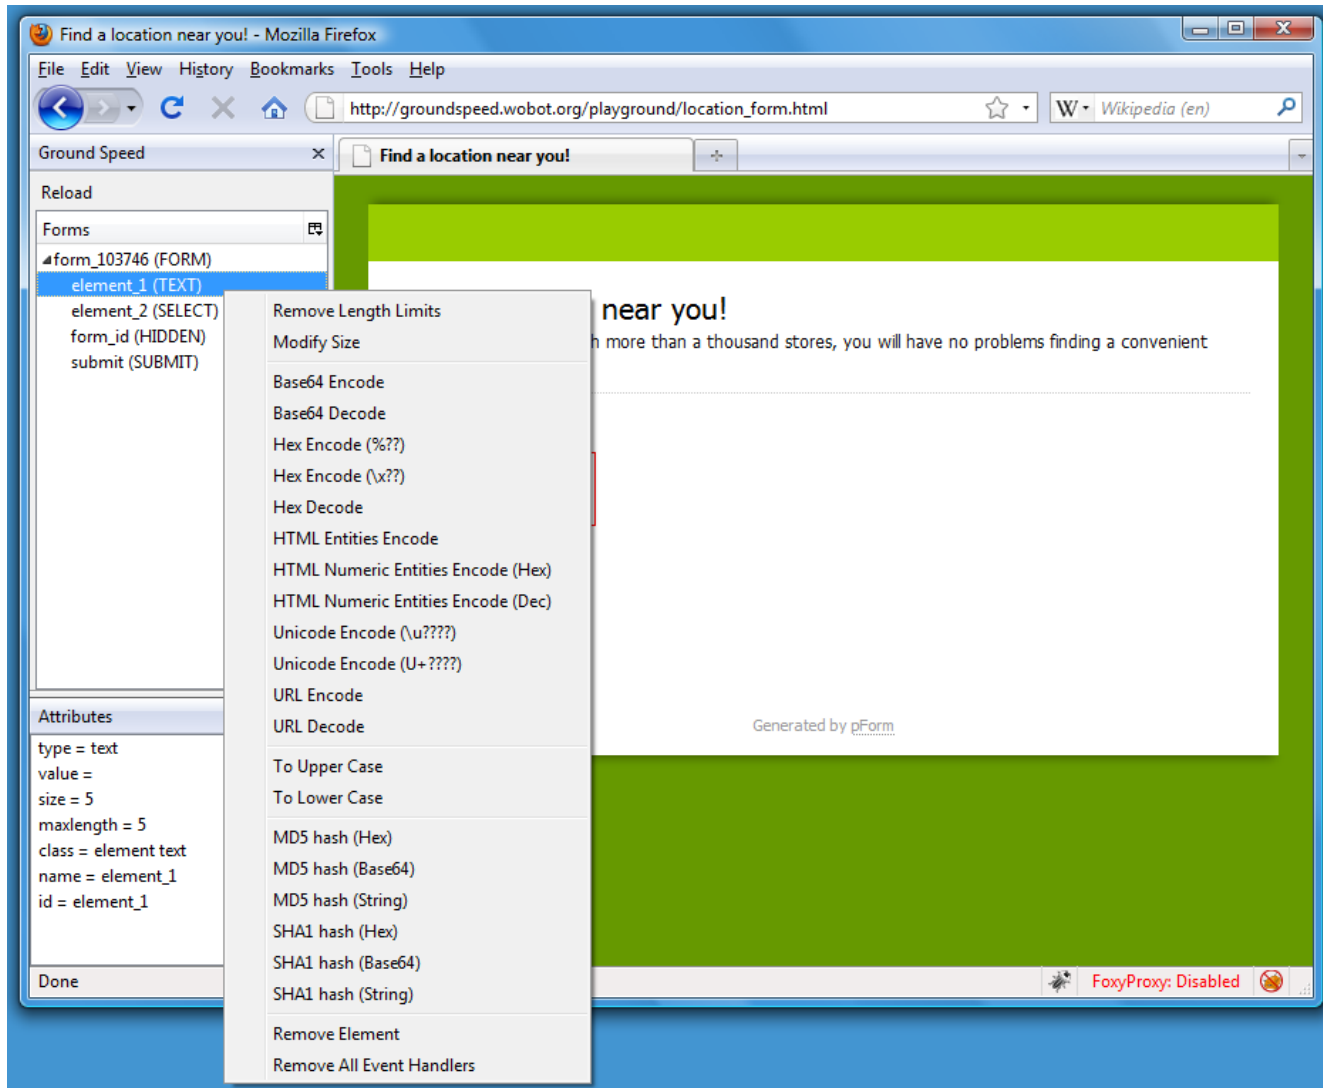 Find a location near you! - Mozilla Firefox
File Edit View History Bookmarks Tools Help
http://groundspeed.wobot.org/playground/location_form.html
W Wikipedia (en)
Ground Speed
Find a location near you!
Reload
Forms
form_103746 (FORM)
element_1 (TEXT)
element_2 (SELECT)
form_id (HIDDEN)
submit (SUBMIT)
near you!
h more than a thousand stores, you will have no problems finding a convenient
Generated by pForm
Remove Length Limits
Modify Size
Base64 Encode
Base64 Decode
Hex Encode (%??)
Hex Encode (\x??)
Hex Decode
HTML Entities Encode
HTML Numeric Entities Encode (Hex)
HTML Numeric Entities Encode (Dec)
Unicode Encode (\u????)
Unicode Encode (U+????)
URL Encode
URL Decode
To Upper Case
To Lower Case
MD5 hash (Hex)
MD5 hash (Base64)
MD5 hash (String)
SHA1 hash (Hex)
SHA1 hash (Base64)
SHA1 hash (String)
Remove Element
Remove All Event Handlers
Attributes
type = text
value =
size = 5
maxlength = 5
class = element text
name = element_1
id = element_1
Done
FoxyProxy: Disabled